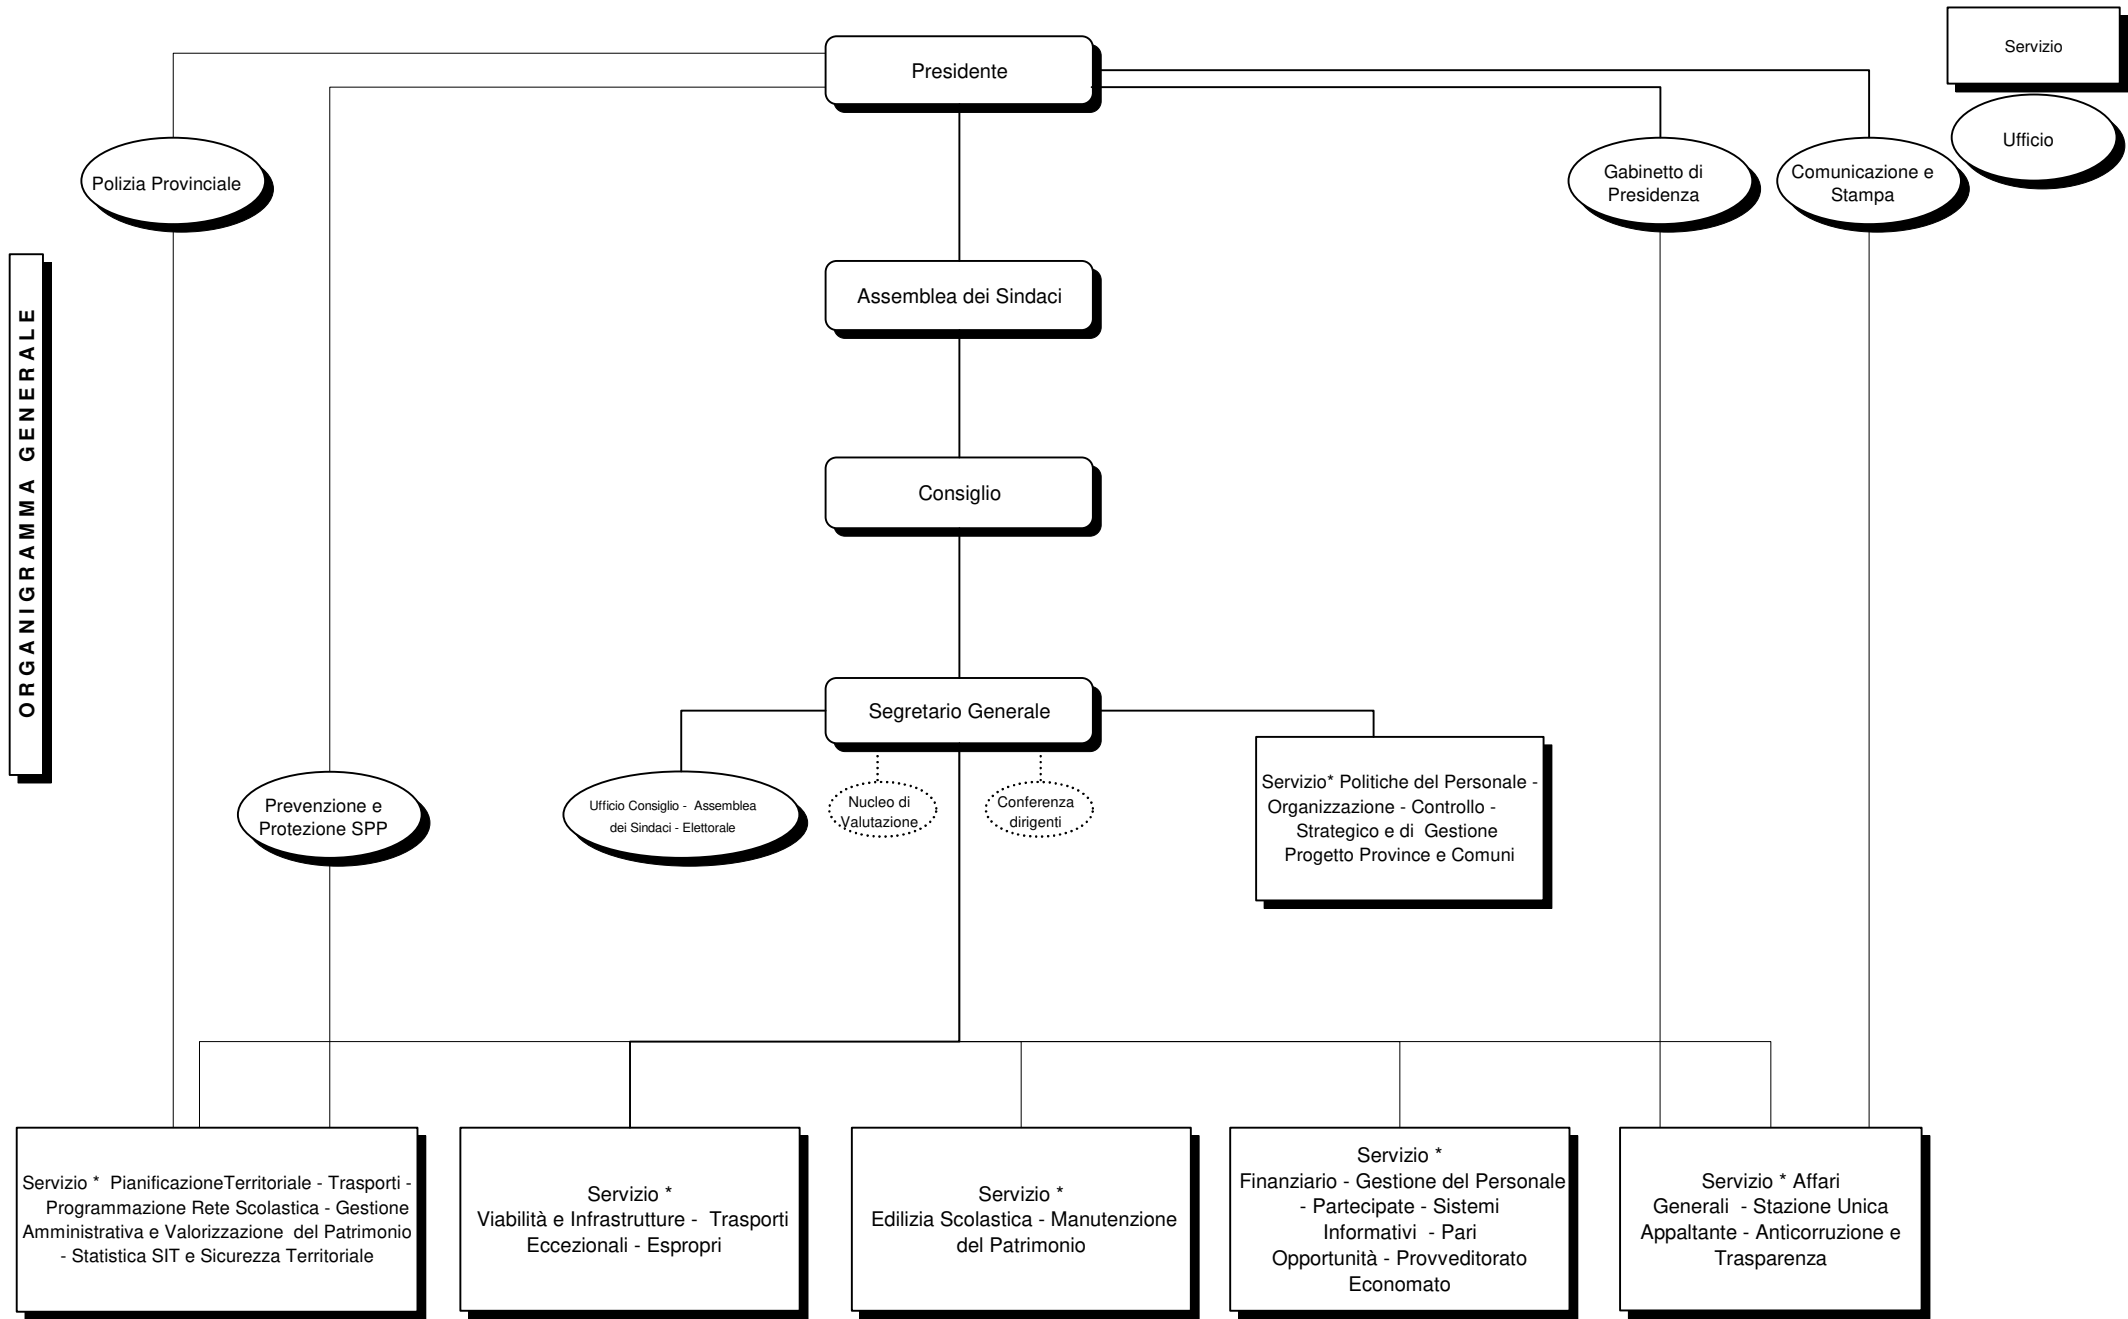 Presidente
Servizio
Ufficio
Polizia Provinciale
Gabinetto di
Presidenza
Comunicazione e
Stampa
ORGANIGRAMMA GENERALE
Assemblea dei Sindaci
Consiglio
Segretario Generale
Prevenzione e
Protezione SPP
Ufficio Consiglio - Assemblea
dei Sindaci - Elettorale
Nucleo di
Valutazione
Conferenza
dirigenti
Servizio* Politiche del Personale -
Organizzazione - Controllo -
Strategico e di Gestione
Progetto Province e Comuni
Servizio * PianificazioneTerritoriale - Trasporti -
Programmazione Rete Scolastica - Gestione
Amministrativa e Valorizzazione del Patrimonio
- Statistica SIT e Sicurezza Territoriale
Servizio *
Viabilità e Infrastrutture - Trasporti
Eccezionali - Espropri
Servizio *
Edilizia Scolastica - Manutenzione
del Patrimonio
Servizio *
Finanziario - Gestione del Personale
- Partecipate - Sistemi
Informativi - Pari
Opportunità - Provveditorato
Economato
Servizio * Affari
Generali - Stazione Unica
Appaltante - Anticorruzione e
Trasparenza